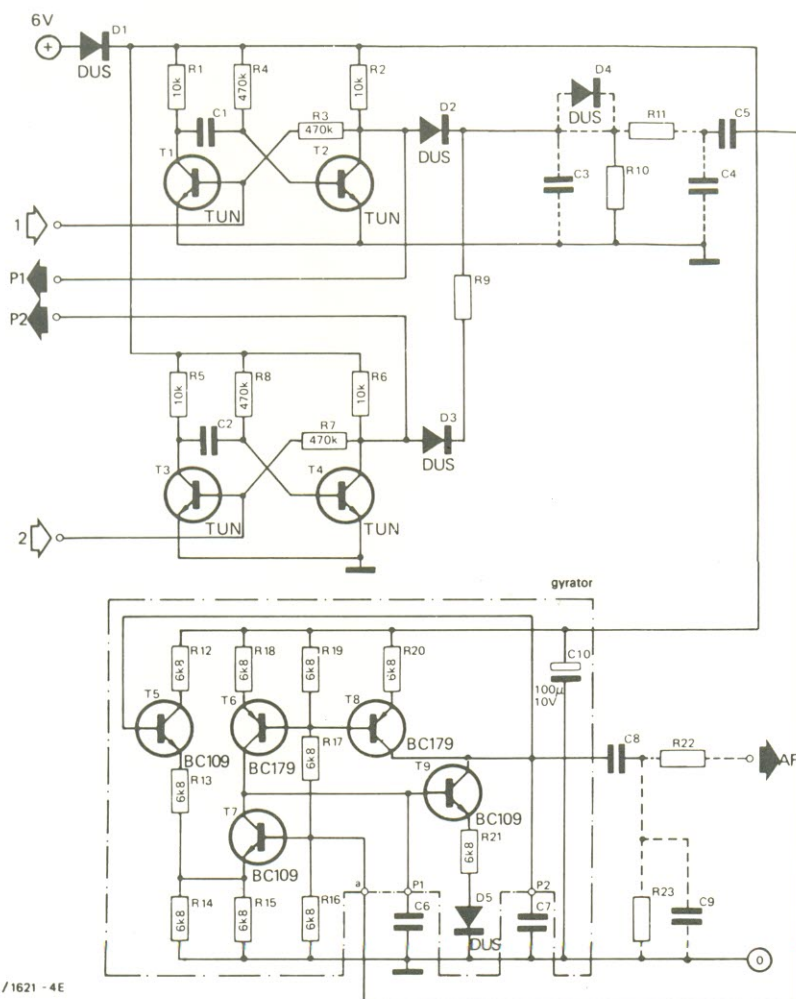 6V
+
D1
DUS
R1
10k
R4
470k
R2
10k
C1
R3
470k
T1
TUN
T2
TUN
D2
DUS
D4
DUS
R11
C5
C3
R10
C4
1
P1
P2
R9
R5
10k
R8
470k
R6
10k
C2
R7
470k
T3
TUN
T4
TUN
D3
DUS
2
gyrator
R12
6k8
R18
6k8
R19
6k8
R20
6k8
C10
100µ
10V
T5
BC109
T6
BC179
R17
6k8
T8
BC179
T9
BC109
C8
R22
AF
R13
6k8
T7
BC109
R21
6k8
a
P1
P2
R14
6k8
R15
6k8
R16
6k8
C6
D5
DUS
C7
R23
C9
0
/1621 -4E